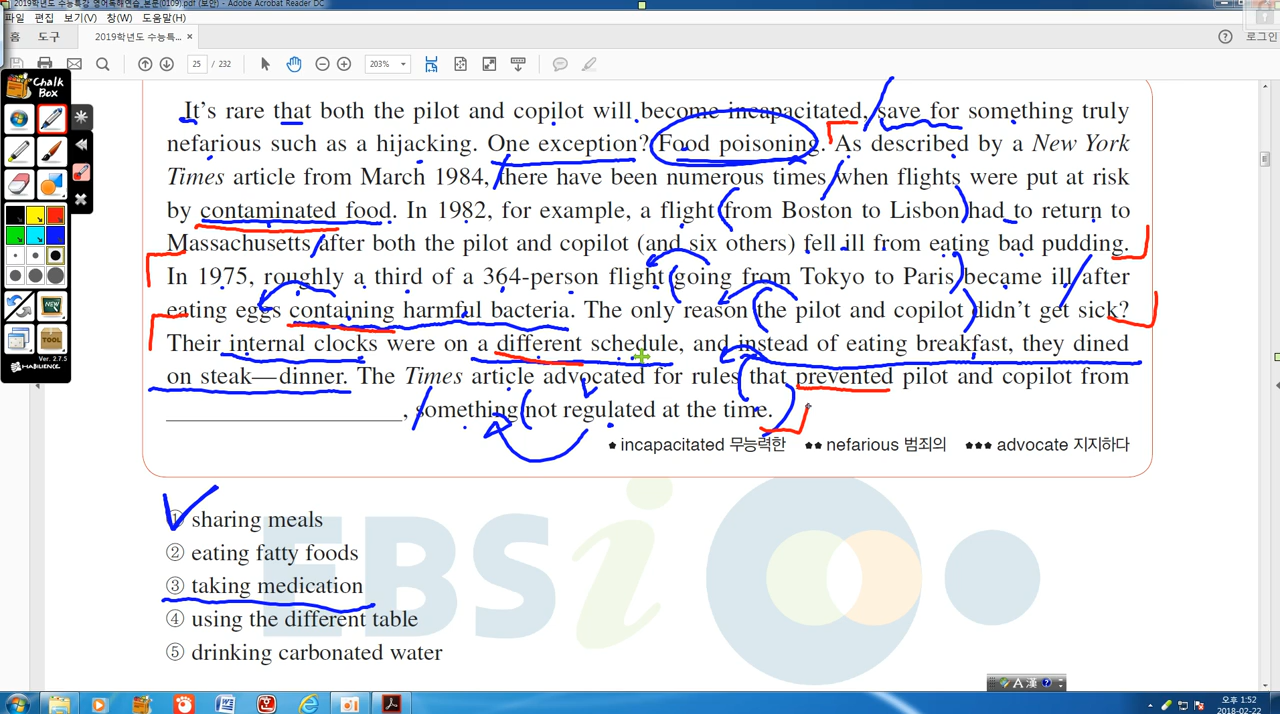 2019학년도 수능특강 영어독해연습_본문(0109).pdf (보안) - Adobe Acrobat Reader DC
파일 편집(E) 보기(V) 창(W) 도움말(H)
홈 도구 2019학년도 수능특... × 로그인
25 / 232 203%
Chalk Box
NEW
TOOL
Ver. 2.7.5
It's rare that both the pilot and copilot will become incapacitated, save for something truly
nefarious such as a hijacking. One exception? Food poisoning. As described by a New York
Times article from March 1984, there have been numerous times when flights were put at risk
by contaminated food. In 1982, for example, a flight from Boston to Lisbon had to return to
Massachusetts after both the pilot and copilot (and six others) fell ill from eating bad pudding.
In 1975, roughly a third of a 364-person flight going from Tokyo to Paris became ill after
eating eggs containing harmful bacteria. The only reason the pilot and copilot didn't get sick?
Their internal clocks were on a different schedule, and instead of eating breakfast, they dined
on steak—dinner. The Times article advocated for rules that prevented pilot and copilot from
, something not regulated at the time.
incapacitated 무능력한 nefarious 범죄의 advocate 지지하다
① sharing meals
② eating fatty foods
③ taking medication
④ using the different table
⑤ drinking carbonated water
EBSi
A 漢
오후 1:52
2018-02-22